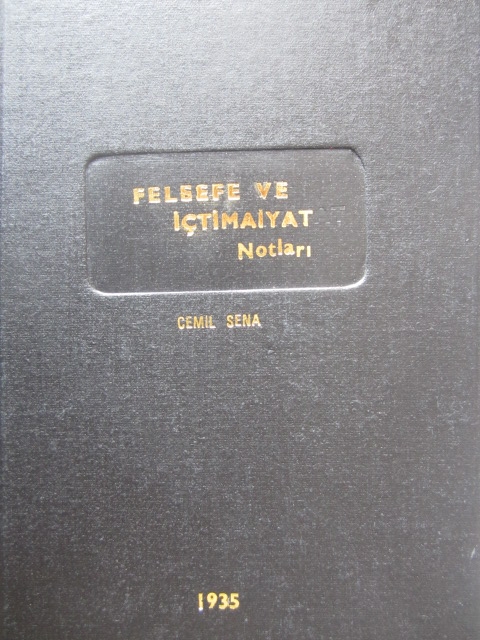 FELSEFE VE
İÇTİMAİYAT
Notları
CEMİL SENA
1935